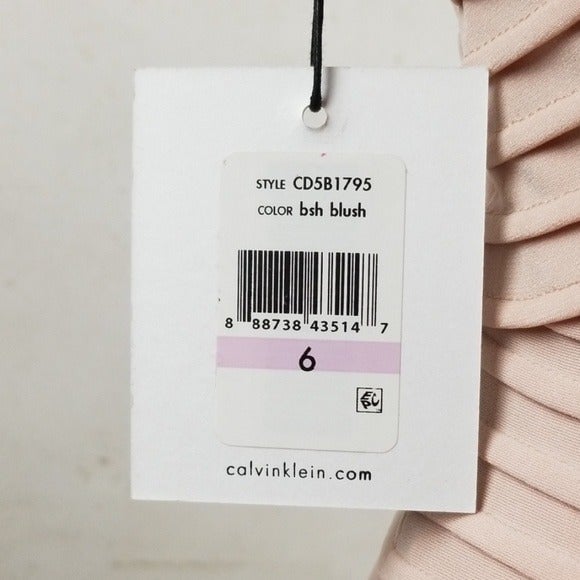 STYLE CD5B1795
COLOR bsh blush
8 88738 43514 7
6
calvinklein.com